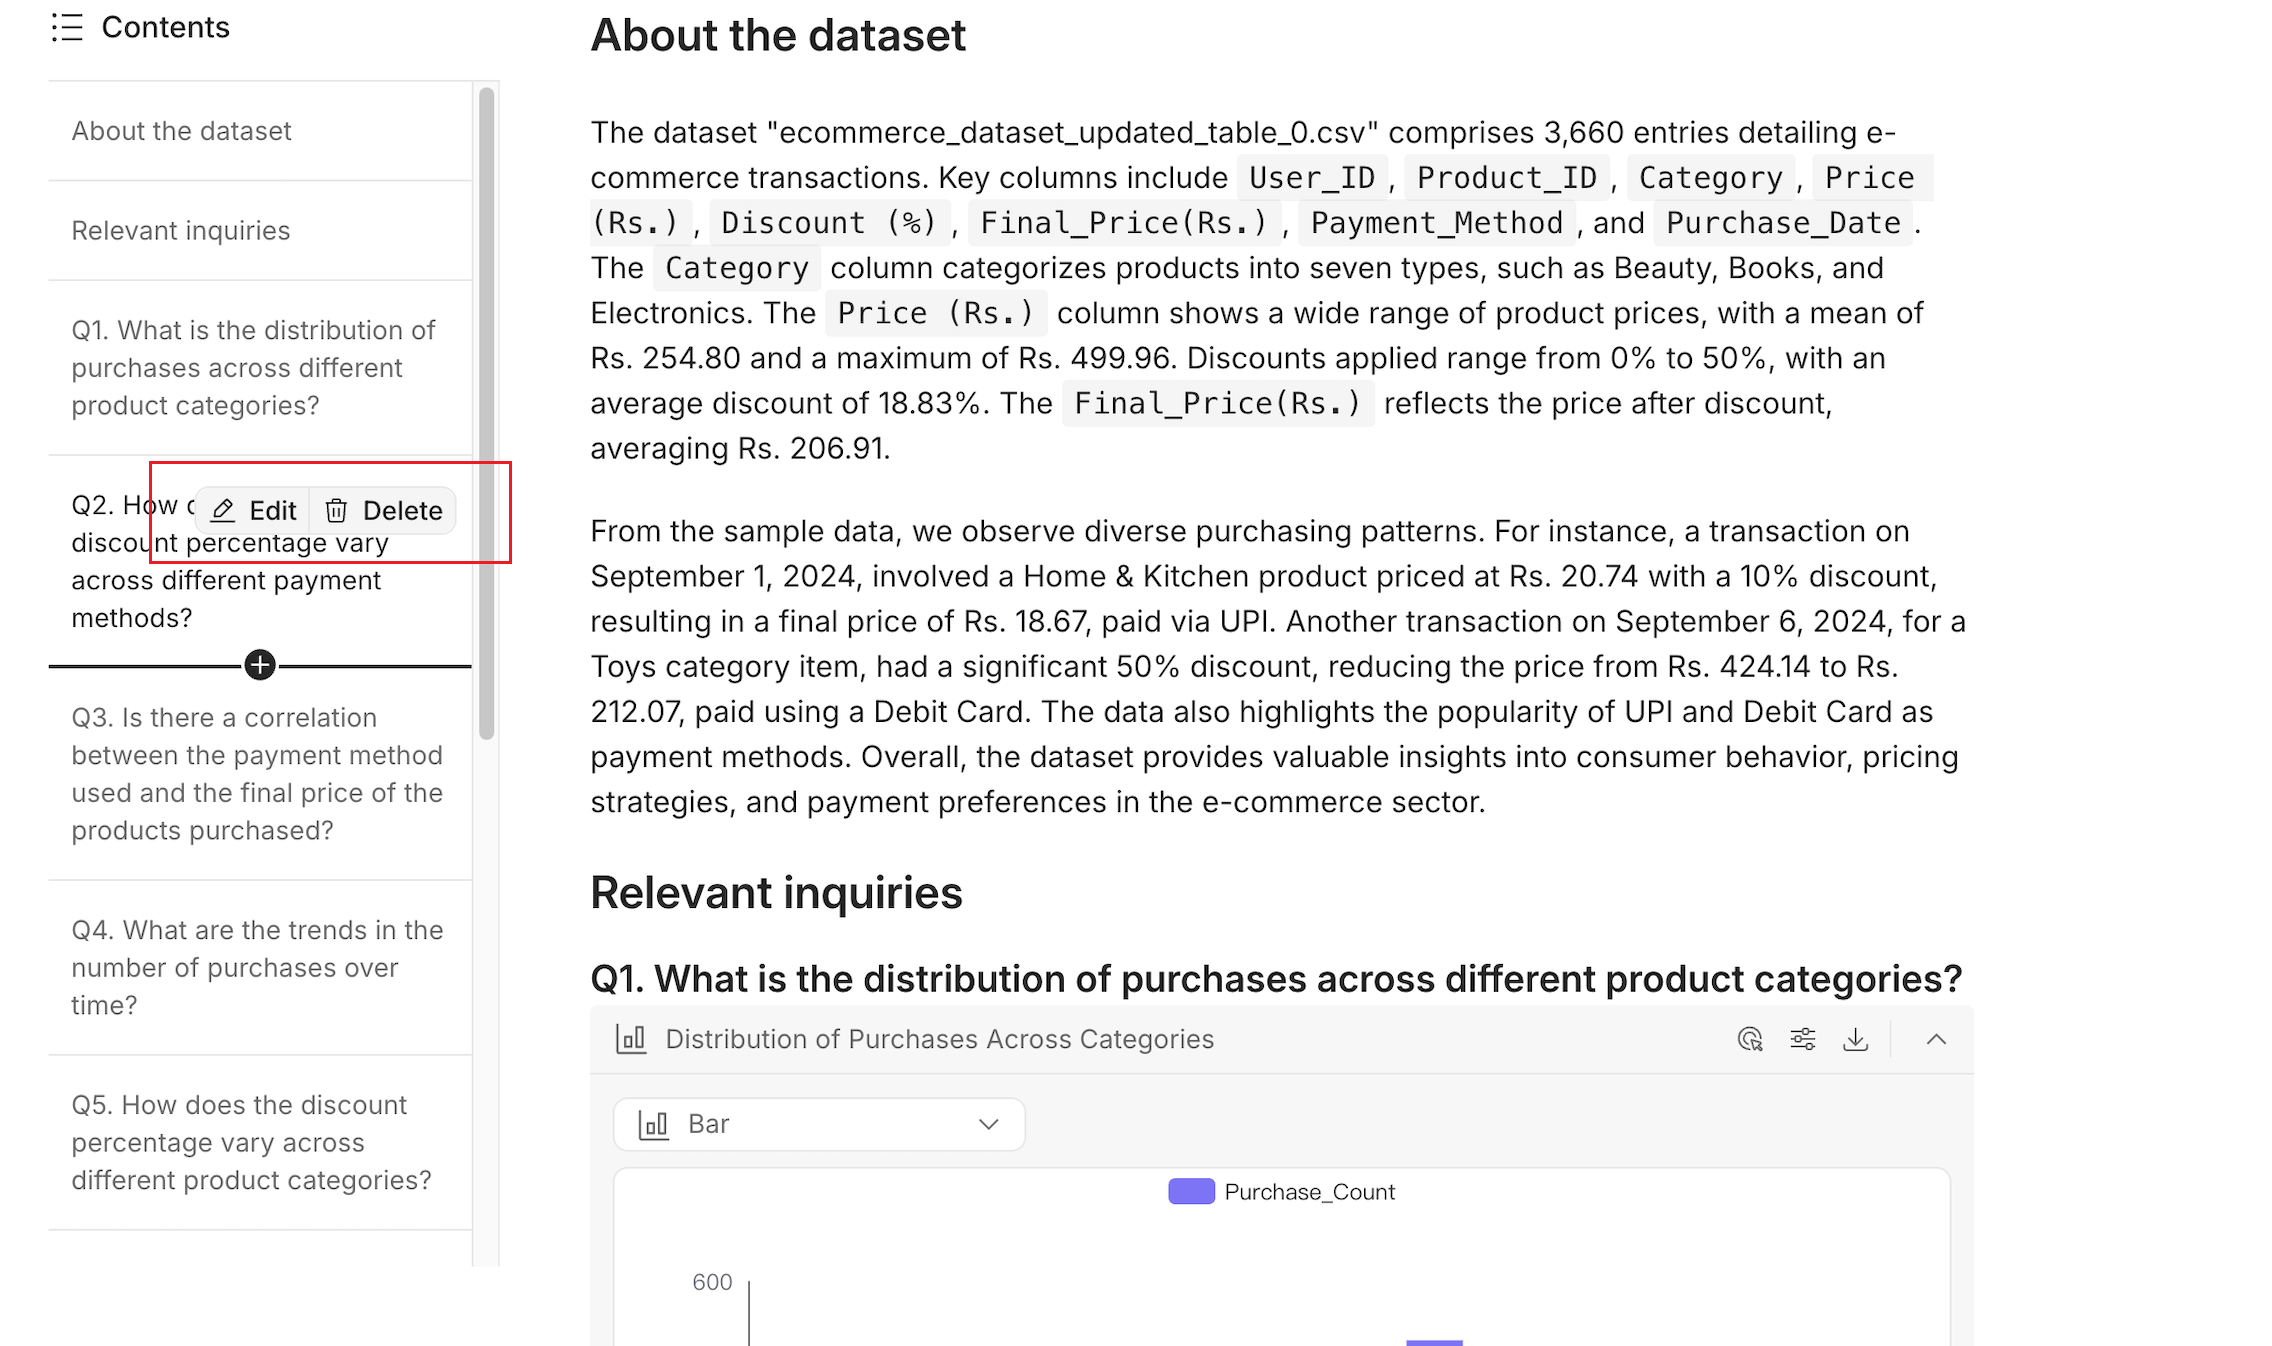 Contents
About the dataset
Relevant inquiries
Q1. What is the distribution of
purchases across different
product categories?
Q2. How
Edit Delete
discount percentage vary
across different payment
methods?
Q3. Is there a correlation
between the payment method
used and the final price of the
products purchased?
Q4. What are the trends in the
number of purchases over
time?
Q5. How does the discount
percentage vary across
different product categories?
About the dataset
The dataset "ecommerce_dataset_updated_table_0.csv" comprises 3,660 entries detailing e-
commerce transactions. Key columns include User_ID, Product_ID, Category, Price
(Rs.), Discount (%), Final_Price(Rs.), Payment_Method, and Purchase_Date.
The Category column categorizes products into seven types, such as Beauty, Books, and
Electronics. The Price (Rs.) column shows a wide range of product prices, with a mean of
Rs. 254.80 and a maximum of Rs. 499.96. Discounts applied range from 0% to 50%, with an
average discount of 18.83%. The Final_Price(Rs.) reflects the price after discount,
averaging Rs. 206.91.
From the sample data, we observe diverse purchasing patterns. For instance, a transaction on
September 1, 2024, involved a Home & Kitchen product priced at Rs. 20.74 with a 10% discount,
resulting in a final price of Rs. 18.67, paid via UPI. Another transaction on September 6, 2024, for a
Toys category item, had a significant 50% discount, reducing the price from Rs. 424.14 to Rs.
212.07, paid using a Debit Card. The data also highlights the popularity of UPI and Debit Card as
payment methods. Overall, the dataset provides valuable insights into consumer behavior, pricing
strategies, and payment preferences in the e-commerce sector.
Relevant inquiries
Q1. What is the distribution of purchases across different product categories?
Distribution of Purchases Across Categories
Bar
Purchase_Count
600